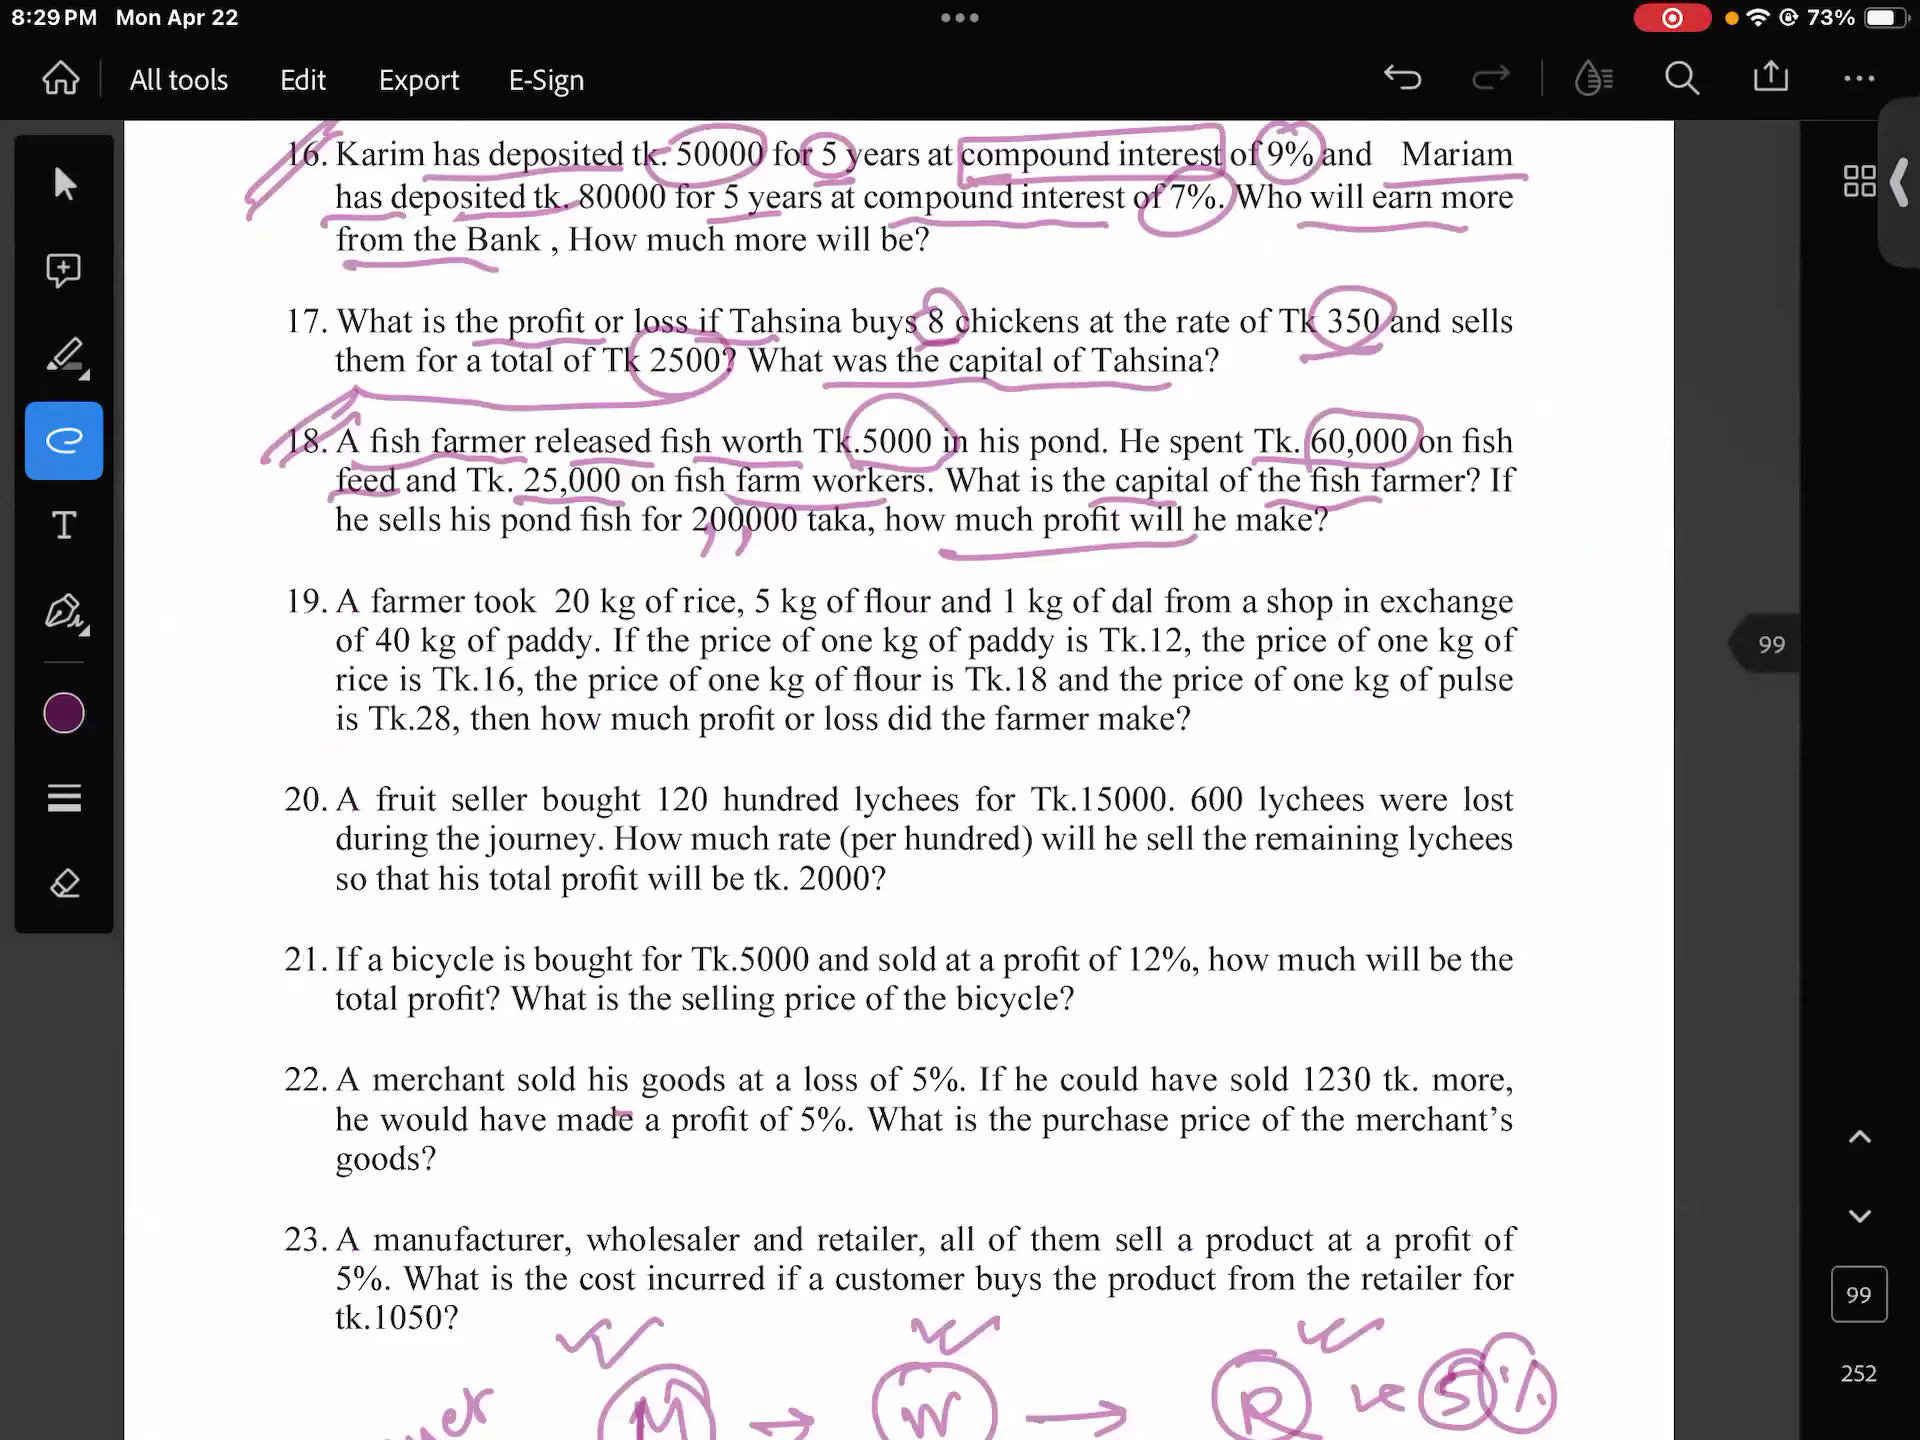 8:29 PM Mon Apr 22
73%
All tools Edit Export E-Sign
16. Karim has deposited tk. 50000 for 5 years at compound interest of 9% and Mariam
has deposited tk. 80000 for 5 years at compound interest of 7%. Who will earn more
from the Bank , How much more will be?
17. What is the profit or loss if Tahsina buys 8 chickens at the rate of Tk 350 and sells
them for a total of Tk 2500? What was the capital of Tahsina?
18. A fish farmer released fish worth Tk.5000 in his pond. He spent Tk. 60,000 on fish
feed and Tk. 25,000 on fish farm workers. What is the capital of the fish farmer? If
he sells his pond fish for 200000 taka, how much profit will he make?
19. A farmer took 20 kg of rice, 5 kg of flour and 1 kg of dal from a shop in exchange
of 40 kg of paddy. If the price of one kg of paddy is Tk.12, the price of one kg of
rice is Tk.16, the price of one kg of flour is Tk.18 and the price of one kg of pulse
is Tk.28, then how much profit or loss did the farmer make?
20. A fruit seller bought 120 hundred lychees for Tk.15000. 600 lychees were lost
during the journey. How much rate (per hundred) will he sell the remaining lychees
so that his total profit will be tk. 2000?
21. If a bicycle is bought for Tk.5000 and sold at a profit of 12%, how much will be the
total profit? What is the selling price of the bicycle?
22. A merchant sold his goods at a loss of 5%. If he could have sold 1230 tk. more,
he would have made a profit of 5%. What is the purchase price of the merchant's
goods?
23. A manufacturer, wholesaler and retailer, all of them sell a product at a profit of
5%. What is the cost incurred if a customer buys the product from the retailer for
tk.1050?
M → W → R 5%
99
99
252
T